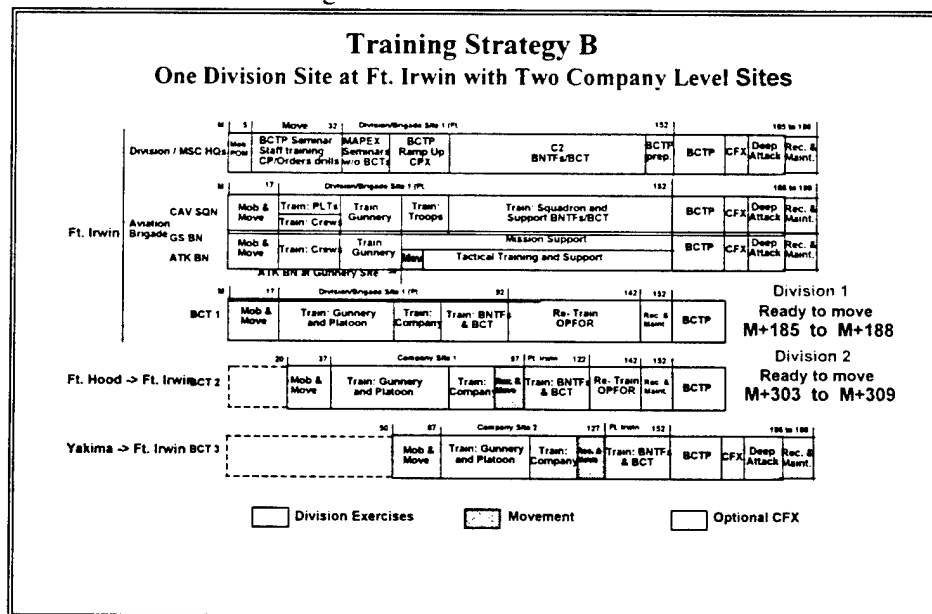 Training Strategy B
One Division Site at Ft. Irwin with Two Company Level Sites
M 5 Move 32 Division/Brigade Site 1 (Ft. 152 185 to 188
Division / MSC HQs
Mob POM
BCTP Seminar
Staff training
CP/Orders drills
MAPEX
Seminars
w/o BCTs
BCTP
Ramp Up
CPX
C2
BNTFs/BCT
BCTP
prep.
BCTP
CFX
Deep
Attack
Rec. &
Maint.
M 17 Division/Brigade Site 1 (Ft. 152
Ft. Irwin
Aviation
Brigade
CAV SQN
Mob &
Move
Train: PLTs
Train: Crews
Train
Gunnery
Train:
Troops
Train: Squadron and
Support BNTFs/BCT
BCTP
CFX
Deep
Attack
Rec. &
Maint.
GS BN
ATK BN
Mob &
Move
Train: Crews
Train
Gunnery
Mission Support
Tactical Training and Support
BCTP
CFX
Deep
Attack
Rec. &
Maint.
ATK BN at Gunnery Site
M 17 Division/Brigade Site 1 (Ft. 92 142 152
BCT 1
Mob &
Move
Train: Gunnery
and Platoon
Train:
Company
Train: BNTFs
& BCT
Re- Train
OPFOR
Rec. &
Maint
BCTP
Division 1
Ready to move
M+185 to M+188
20 37 Company Site 1 97 Ft. Irwin 122 142 152
Ft. Hood -> Ft. Irwin BCT 2
Mob &
Move
Train: Gunnery
and Platoon
Train:
Company
Rec. &
Move
Train: BNTFs
& BCT
Re- Train
OPFOR
Rec. &
Maint.
BCTP
Division 2
Ready to move
M+303 to M+309
50 67 Company Site 2 127 Ft. Irwin 152
Yakima -> Ft. Irwin BCT 3
Mob &
Move
Train: Gunnery
and Platoon
Train:
Company
Rec. &
Move
Train: BNTFs
& BCT
BCTP
CFX
Deep
Attack
Rec. &
Maint.
Division Exercises
Movement
Optional CFX